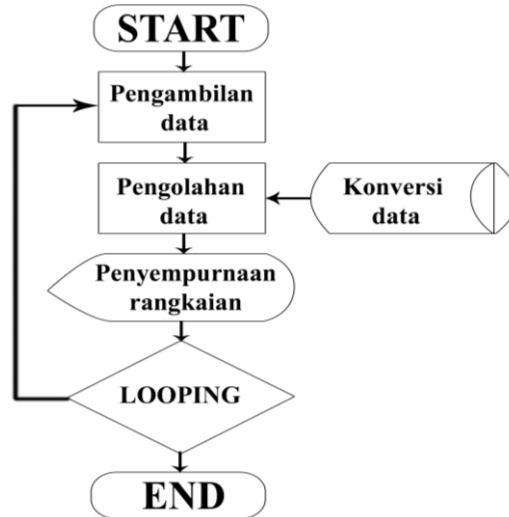 START
Pengambilan
data
Pengolahan
data
Konversi
data
Penyempurnaan
rangkaian
LOOPING
END